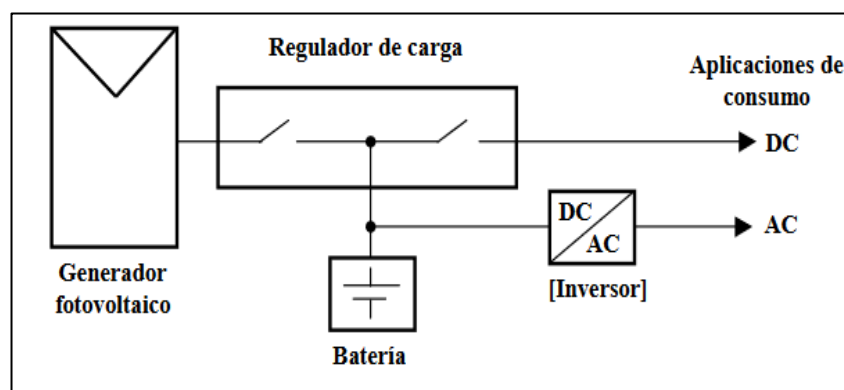 Regulador de carga
Aplicaciones de
consumo
DC
DC
AC
AC
[Inversor]
Generador
fotovoltaico
Batería